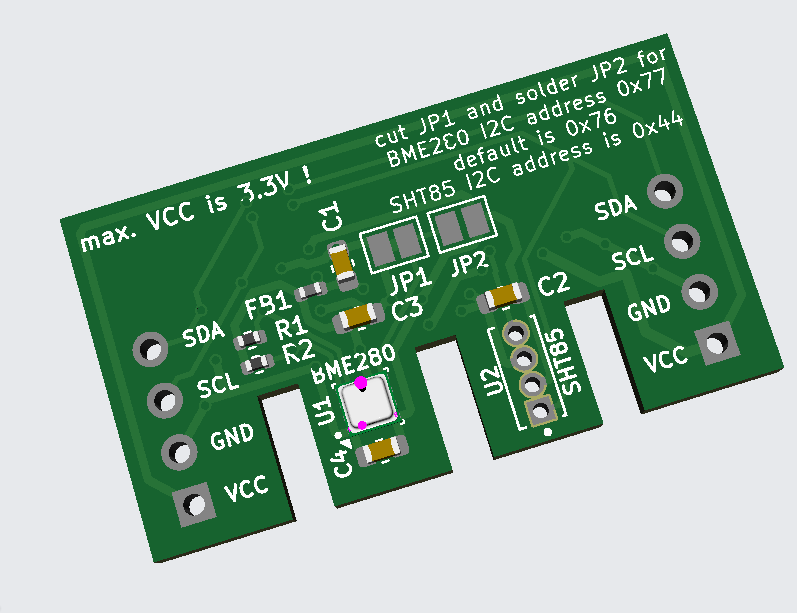 cut JP1 and solder JP2 for
BME2C0 I2C address 0x77
default is 0x76
SHT85 I2C address is 0x44
max. VCC is 3.3V !
C1
JP1
JP2
SDA
SCL
GND
VCC
C2
C3
FB1
R1
R2
BME280
U1
C4
U2
SHT85
SDA
SCL
GND
VCC